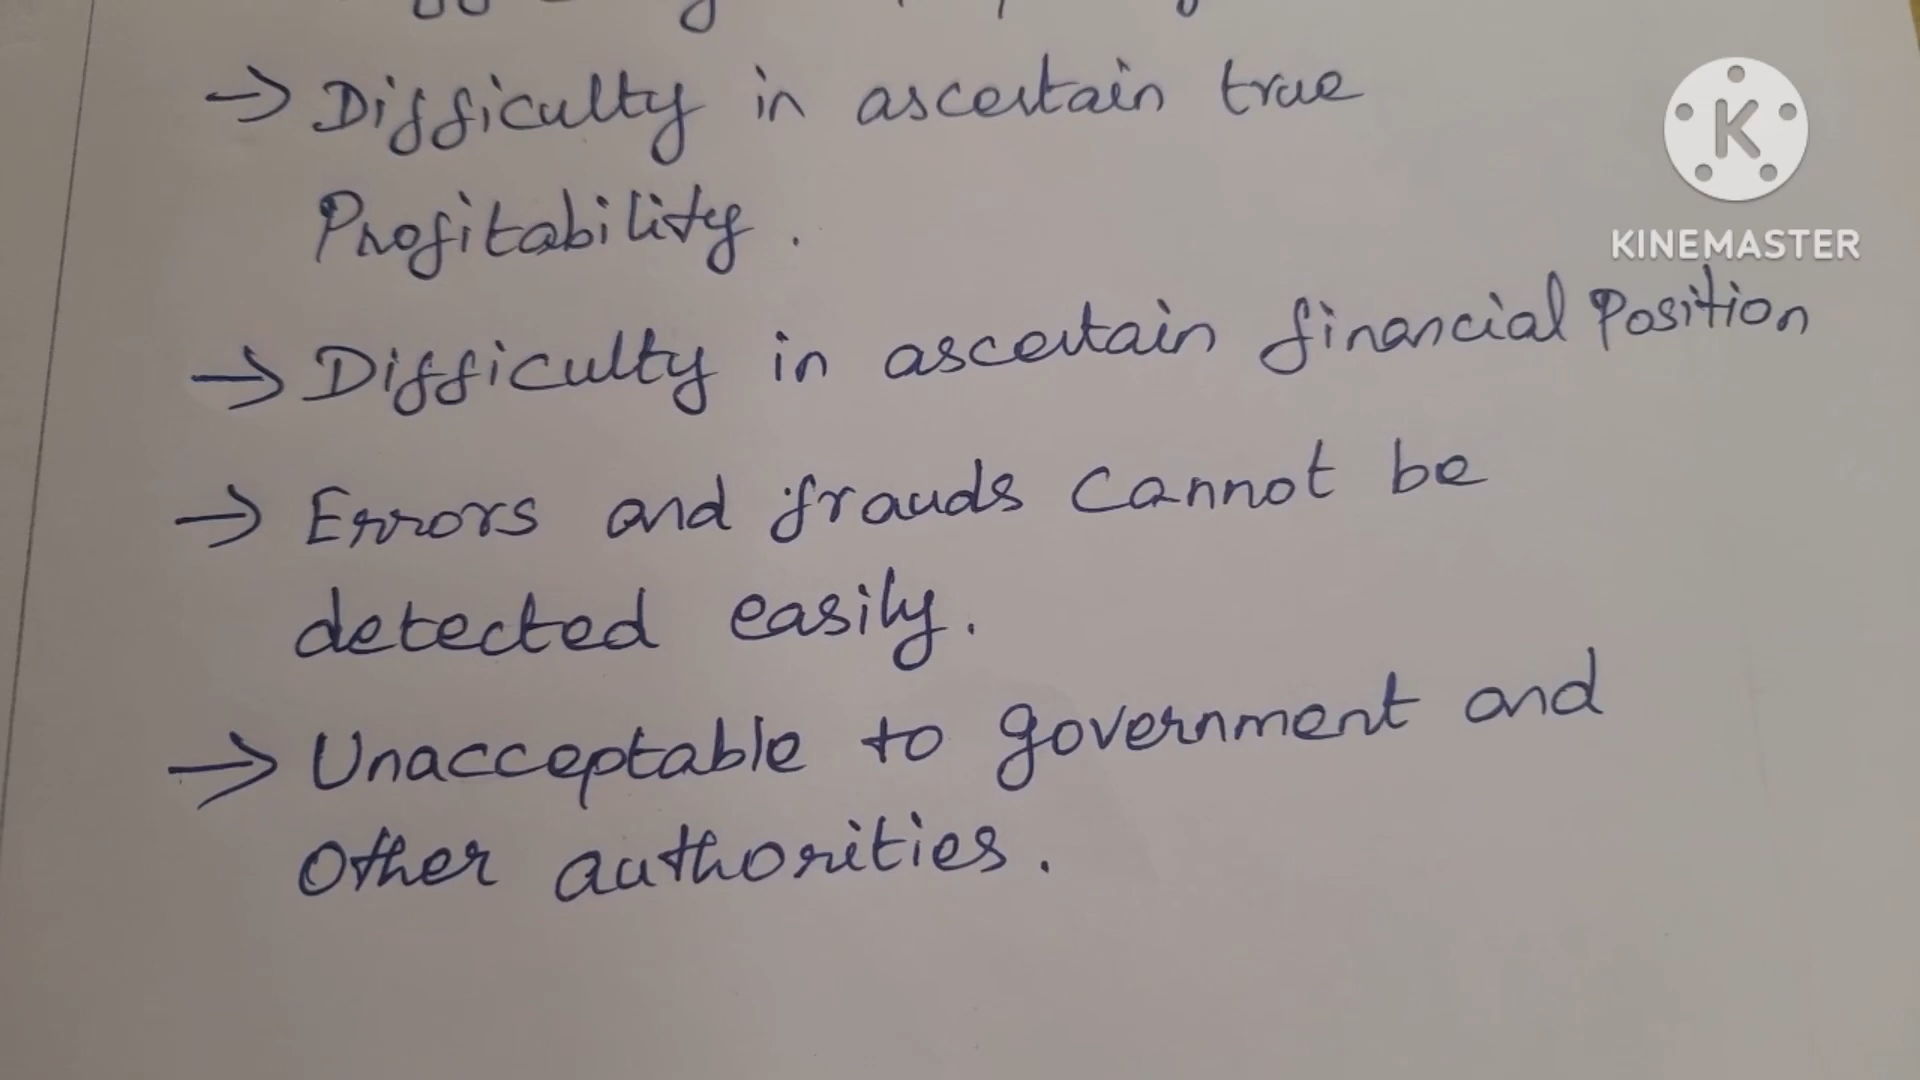 → Difficulty in ascertain true
Profitability.
→ Difficulty in ascertain financial Position
→ Errors and frauds cannot be
detected easily.
→ Unacceptable to government and
Other authorities.
K
KINEMASTER